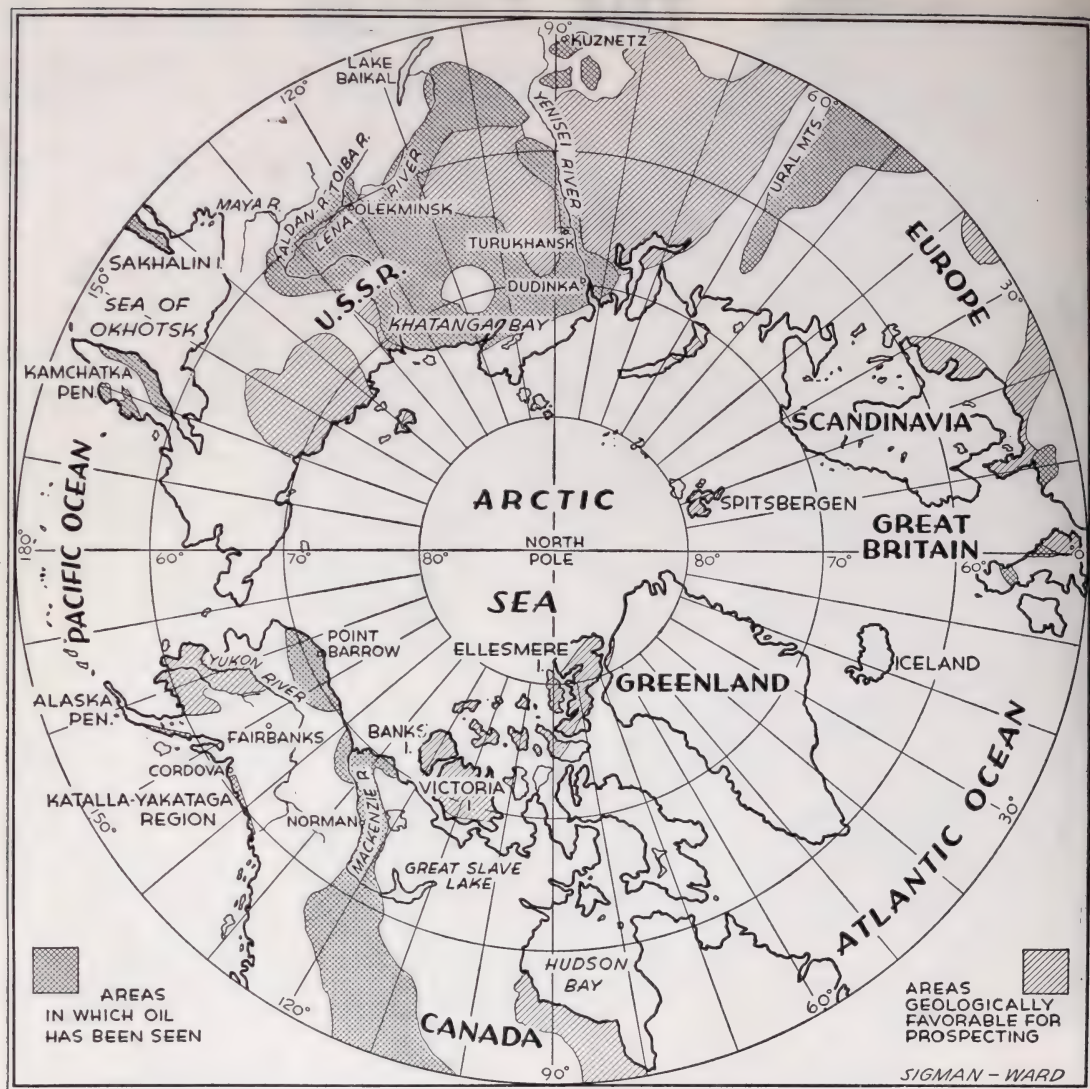 90°
KUZNETZ
LAKE
BAIKAL
120°
60°
YENISEI RIVER
URAL MTS.
MAYA R.
ALDAN R.
TOIBA R.
LENA RIVER
OLEKMINSK
TURUKHANSK
DUDINKA
EUROPE
SAKHALIN I.
150°
SEA OF
OKHOTSK
U.S.S.R.
KHATANGA BAY
30°
KAMCHATKA
PEN.
SCANDINAVIA
ARCTIC
SPITSBERGEN
PACIFIC OCEAN
GREAT
BRITAIN
NORTH
POLE
180°
60°
70°
80°
80°
70°
60°
SEA
POINT
BARROW
YUKON
RIVER
ELLESMERE
I.
GREENLAND
ICELAND
ALASKA
PEN.
FAIRBANKS
BANKS
I.
CORDOVA
VICTORIA
I.
KATALLA-YAKATAGA
REGION
150°
NORMAN
MACKENZIE R.
GREAT SLAVE
LAKE
30°
ATLANTIC OCEAN
HUDSON
BAY
AREAS
IN WHICH OIL
HAS BEEN SEEN
120°
CANADA
90°
60°
AREAS
GEOLOGICALLY
FAVORABLE FOR
PROSPECTING
SIGMAN – WARD